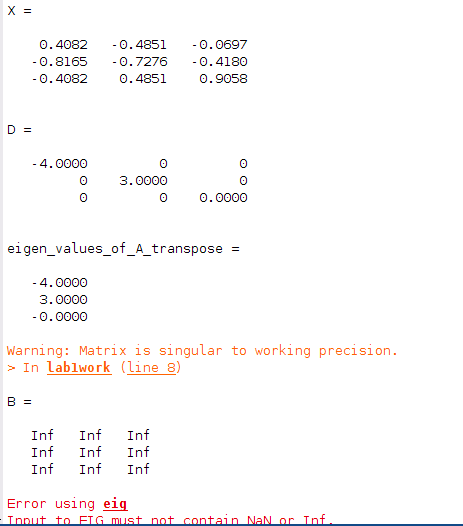 X =
0.4082 -0.4851 -0.0697
-0.8165 -0.7276 -0.4180
-0.4082 0.4851 0.9058
D =
-4.0000 0 0
0 3.0000 0
0 0 0.0000
eigen_values_of_A_transpose =
-4.0000
3.0000
-0.0000
Warning: Matrix is singular to working precision.
> In lab1work (line 8)
B =
Inf Inf Inf
Inf Inf Inf
Inf Inf Inf
Error using eig
Input to EIG must not contain NaN or Inf.